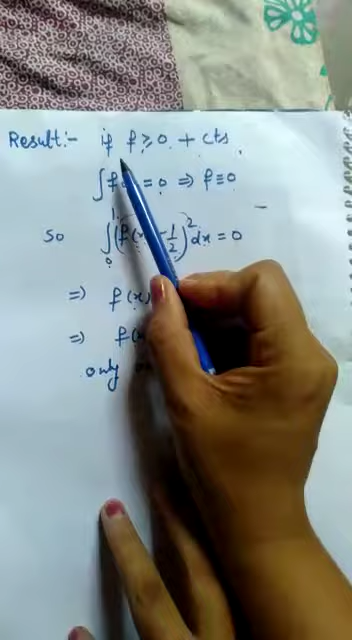 Result:- if f ≥ 0 + cts,
∫ f = 0 ⇒ f ≡ 0
so ∫₀¹ (f(x) - 1/2)² dx = 0
⇒ f(x)
⇒ f(
only